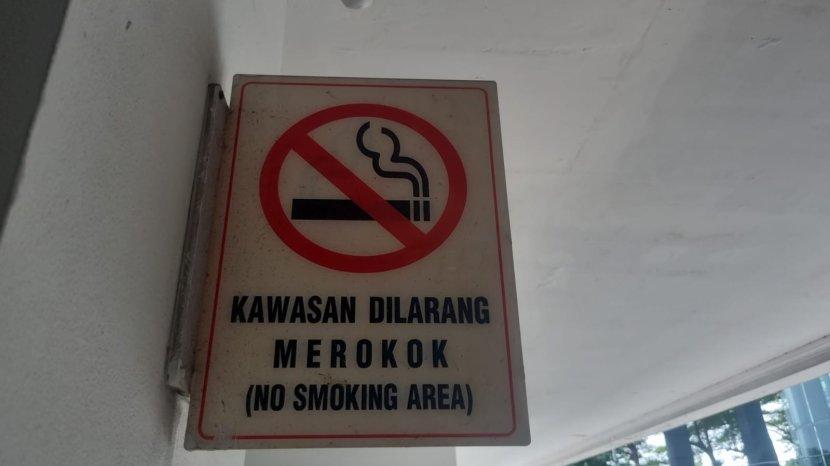 KAWASAN DILARANG
MEROKOK
(NO SMOKING AREA)